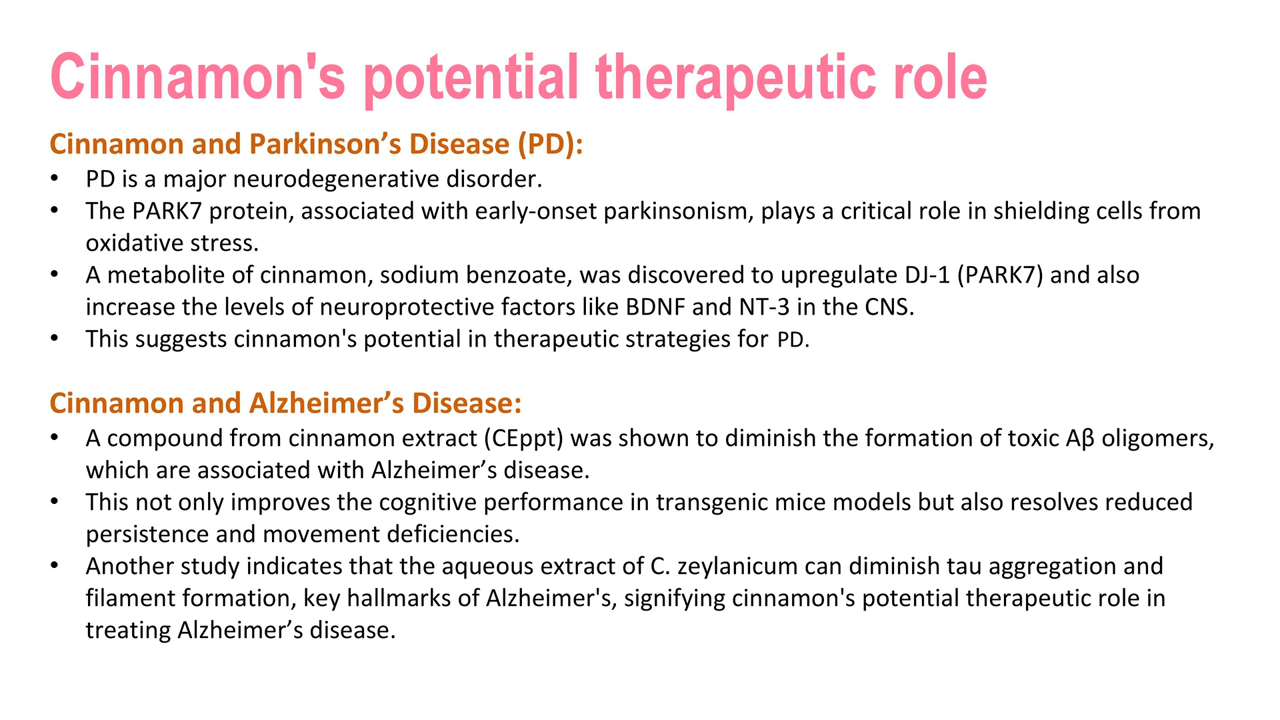 Cinnamon's potential therapeutic role
Cinnamon and Parkinson’s Disease (PD):
• PD is a major neurodegenerative disorder.
• The PARK7 protein, associated with early-onset parkinsonism, plays a critical role in shielding cells from
oxidative stress.
• A metabolite of cinnamon, sodium benzoate, was discovered to upregulate DJ-1 (PARK7) and also
increase the levels of neuroprotective factors like BDNF and NT-3 in the CNS.
• This suggests cinnamon's potential in therapeutic strategies for PD.
Cinnamon and Alzheimer’s Disease:
• A compound from cinnamon extract (CEppt) was shown to diminish the formation of toxic Aβ oligomers,
which are associated with Alzheimer’s disease.
• This not only improves the cognitive performance in transgenic mice models but also resolves reduced
persistence and movement deficiencies.
• Another study indicates that the aqueous extract of C. zeylanicum can diminish tau aggregation and
filament formation, key hallmarks of Alzheimer's, signifying cinnamon's potential therapeutic role in
treating Alzheimer’s disease.